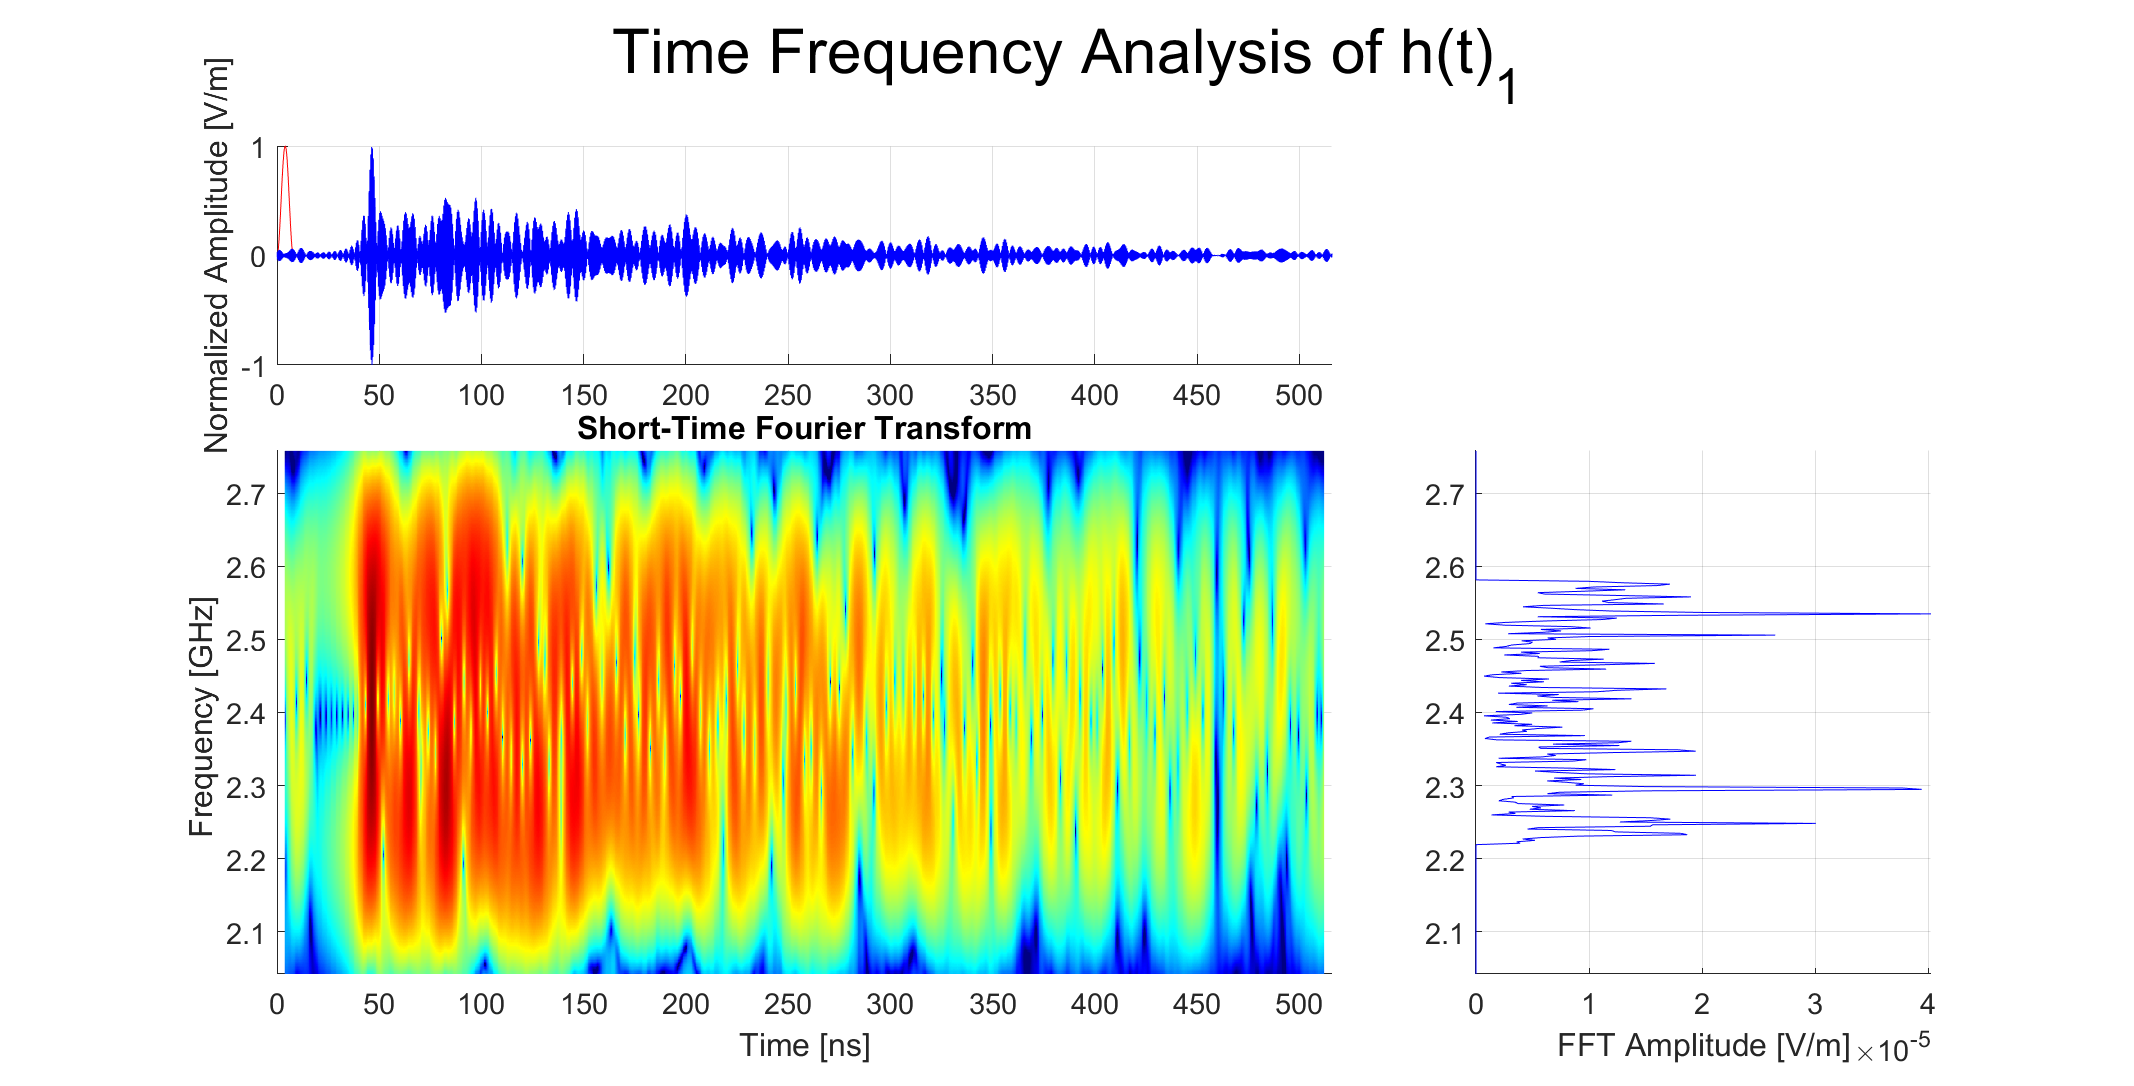 Time Frequency Analysis of h(t)1
Normalized Amplitude [V/m]
1
0
-1
0 50 100 150 200 250 300 350 400 450 500
Short-Time Fourier Transform
Frequency [GHz]
2.7
2.6
2.5
2.4
2.3
2.2
2.1
0 50 100 150 200 250 300 350 400 450 500
Time [ns]
2.7
2.6
2.5
2.4
2.3
2.2
2.1
0 1 2 3 4
FFT Amplitude [V/m] ×10-5